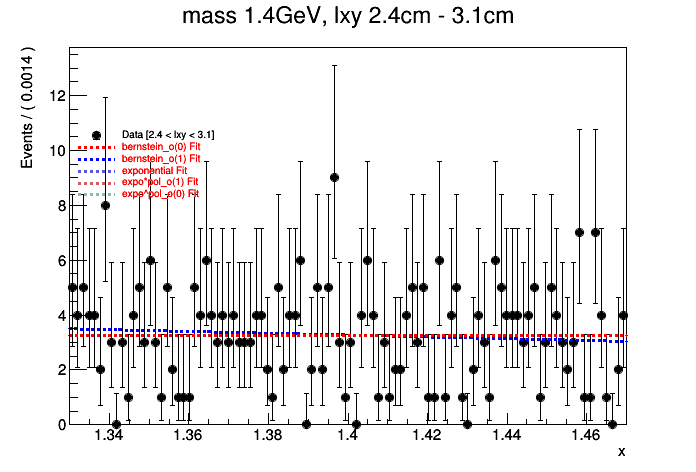 mass 1.4GeV, lxy 2.4cm - 3.1cm
Events / ( 0.0014 )
12
10
8
6
4
2
0
Data [2.4 < lxy < 3.1]
bernstein_o(0) Fit
bernstein_o(1) Fit
exponential Fit
expo*pol_o(1) Fit
expo*pol_o(0) Fit
1.34 1.36 1.38 1.4 1.42 1.44 1.46
x